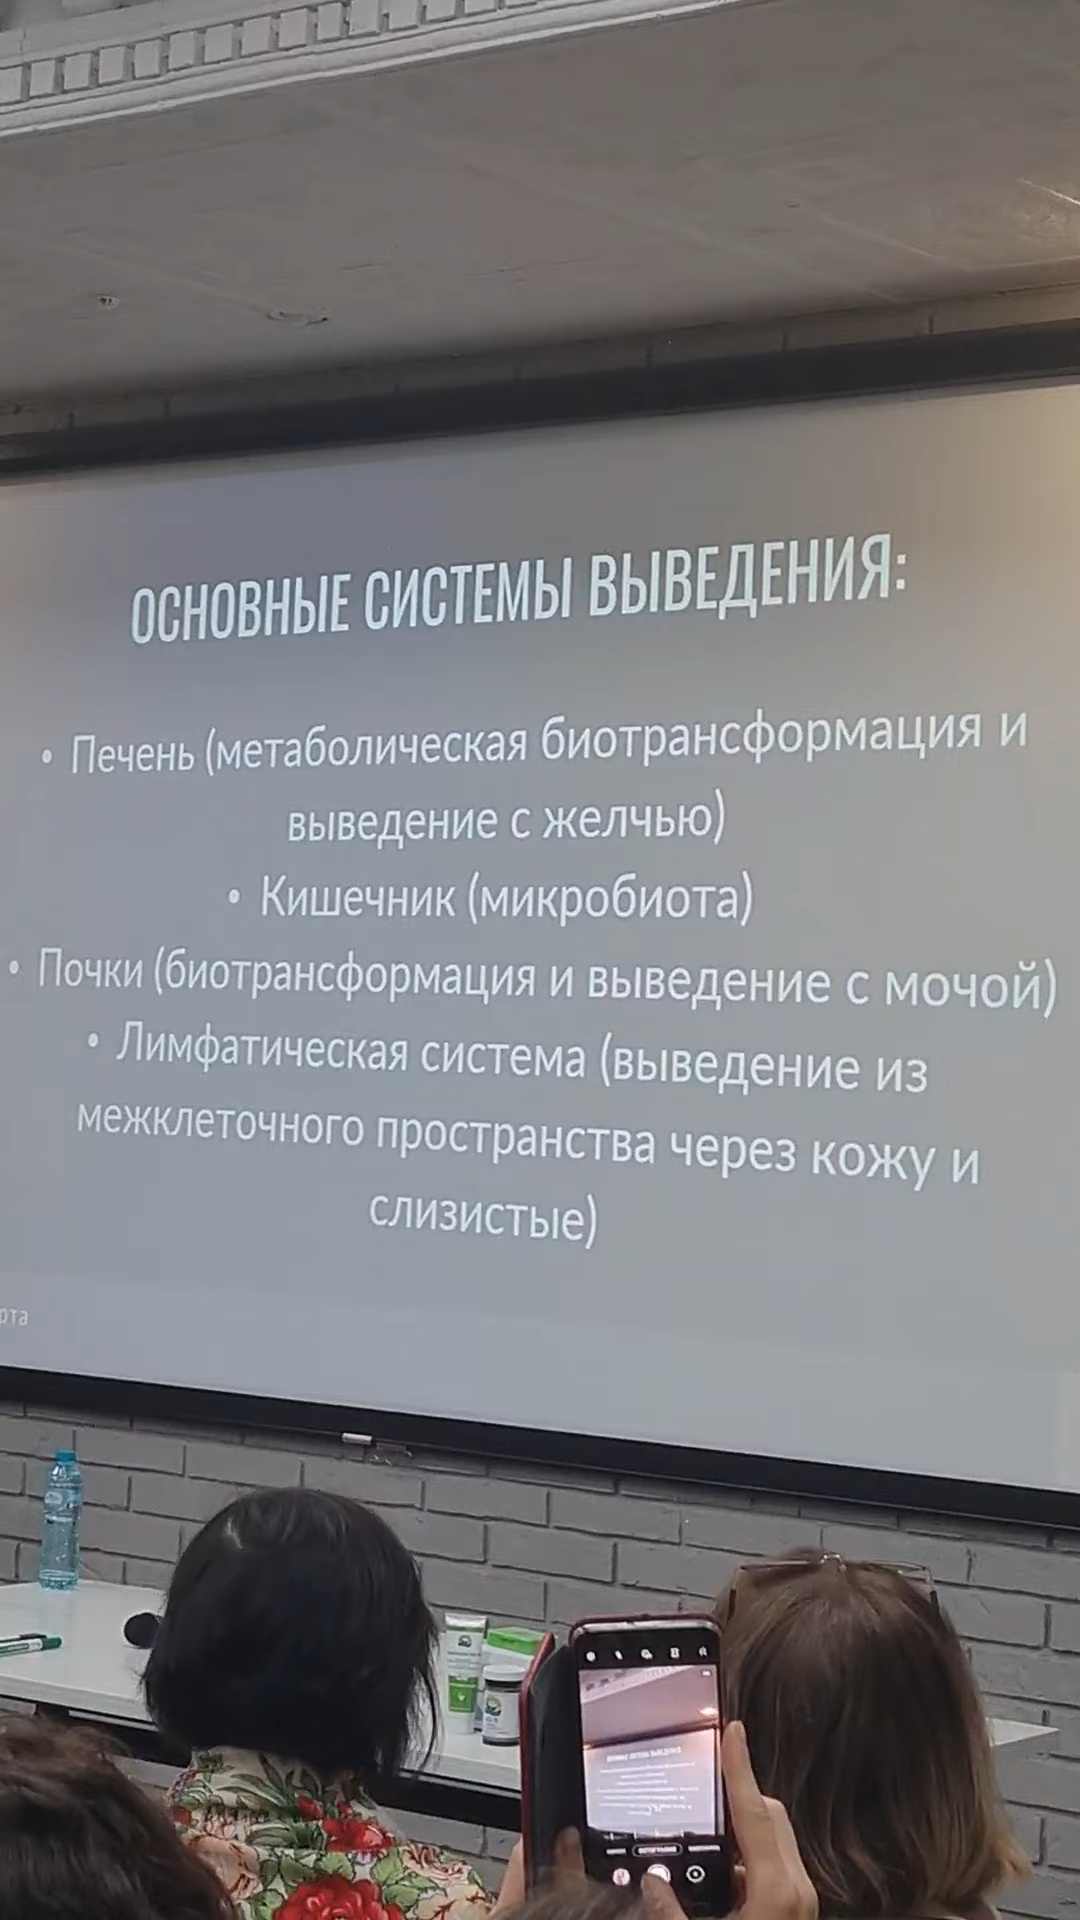 ОСНОВНЫЕ СИСТЕМЫ ВЫВЕДЕНИЯ:
• Печень (метаболическая биотрансформация и
выведение с желчью)
• Кишечник (микробиота)
• Почки (биотрансформация и выведение с мочой)
• Лимфатическая система (выведение из
межклеточного пространства через кожу и
слизистые)
рта